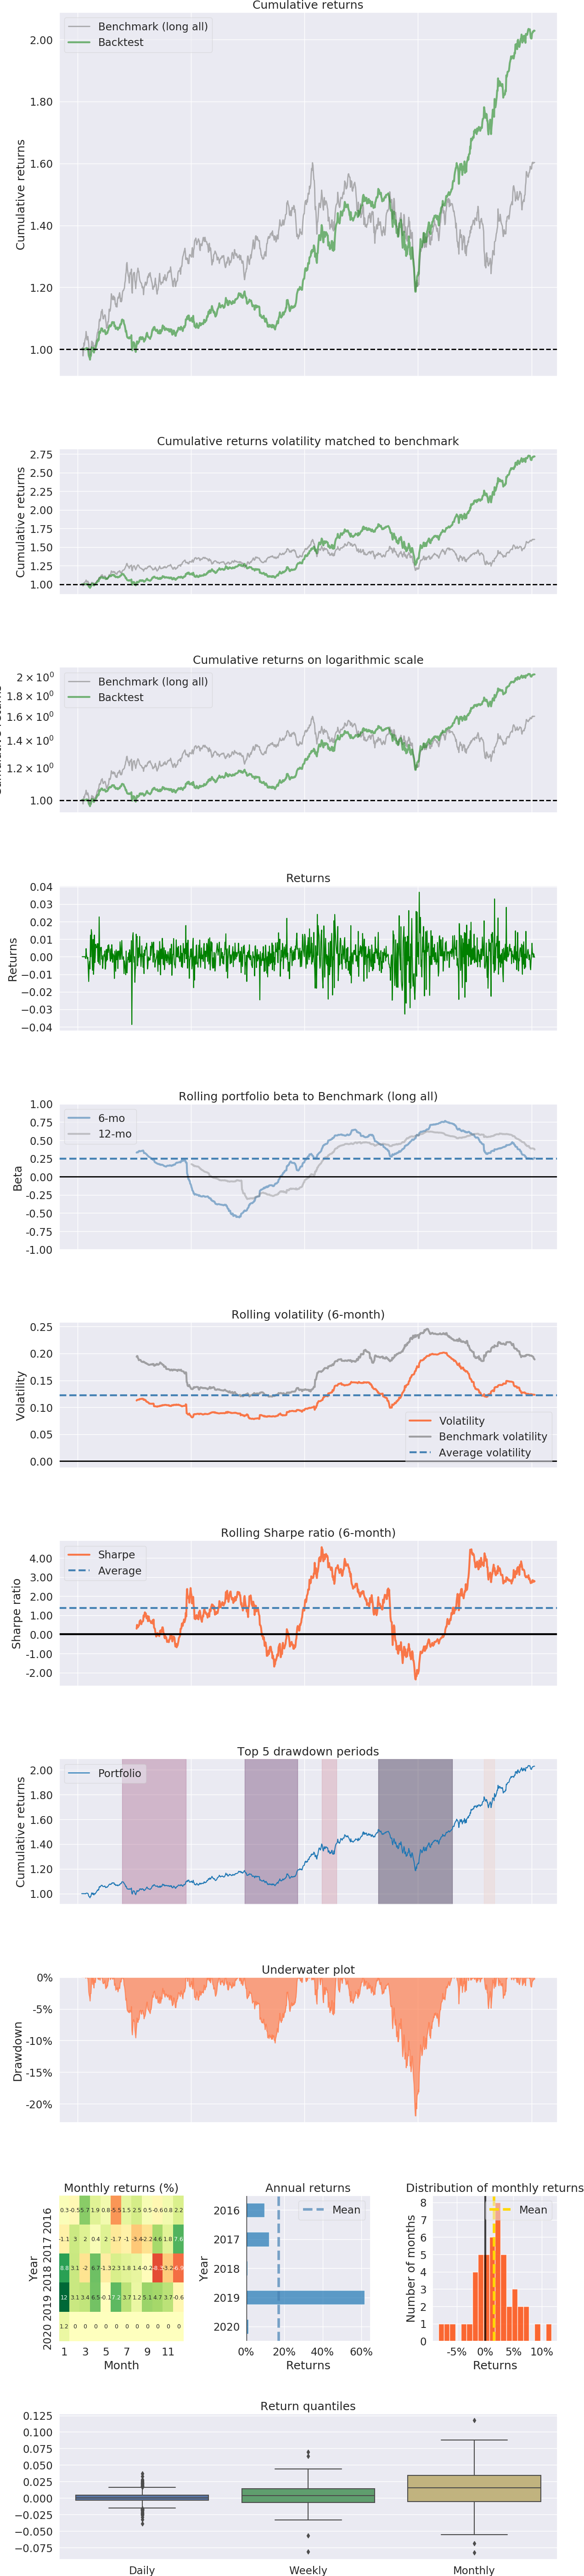 Cumulative returns
Benchmark (long all)
Backtest
Cumulative returns
2.00
1.80
1.60
1.40
1.20
1.00
Cumulative returns volatility matched to benchmark
Cumulative returns
2.75
2.50
2.25
2.00
1.75
1.50
1.25
1.00
Cumulative returns on logarithmic scale
Benchmark (long all)
Backtest
2 × 10⁰
1.8 × 10⁰
1.6 × 10⁰
1.4 × 10⁰
1.2 × 10⁰
1.00
Returns
Returns
0.04
0.03
0.02
0.01
0.00
−0.01
−0.02
−0.03
−0.04
Rolling portfolio beta to Benchmark (long all)
6-mo
12-mo
Beta
1.00
0.75
0.50
0.25
0.00
-0.25
-0.50
-0.75
-1.00
Rolling volatility (6-month)
Volatility
0.25
0.20
0.15
0.10
0.05
0.00
Volatility
Benchmark volatility
Average volatility
Rolling Sharpe ratio (6-month)
Sharpe
Average
Sharpe ratio
4.00
3.00
2.00
1.00
0.00
-1.00
-2.00
Top 5 drawdown periods
Portfolio
Cumulative returns
2.00
1.80
1.60
1.40
1.20
1.00
Underwater plot
Drawdown
0%
-5%
-10%
-15%
-20%
Monthly returns (%)
Year
2016
2017
2018
2019
2020
1 3 5 7 9 11
Month
Annual returns
Mean
Year
2016
2017
2018
2019
2020
0% 20% 40% 60%
Returns
Distribution of monthly returns
Mean
Number of months
8
7
6
5
4
3
2
1
0
-5% 0% 5% 10%
Returns
Return quantiles
0.125
0.100
0.075
0.050
0.025
0.000
−0.025
−0.050
−0.075
Daily Weekly Monthly